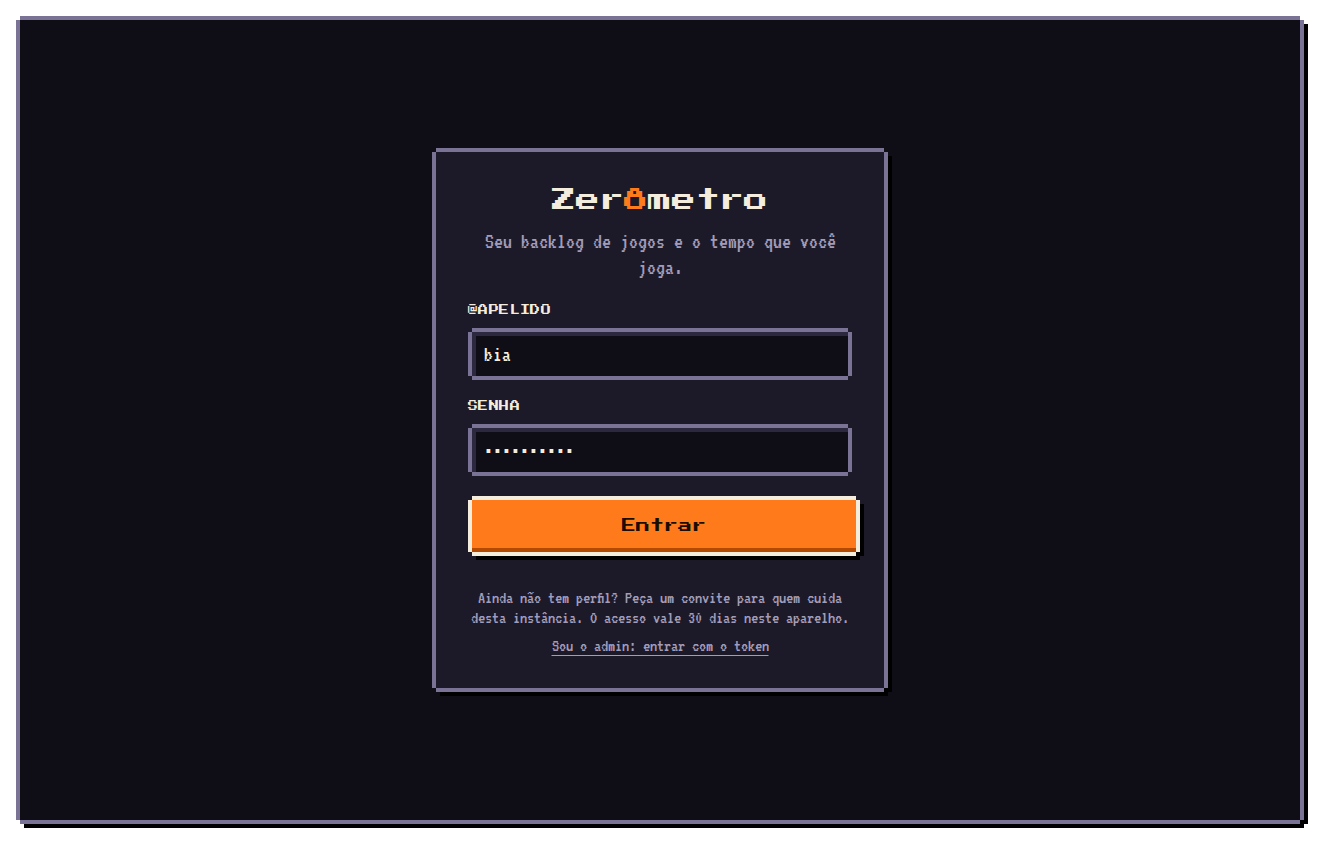 Zerômetro
Seu backlog de jogos e o tempo que você
joga.
@APELIDO
bia
SENHA
••••••••••
Entrar
Ainda não tem perfil? Peça um convite para quem cuida
desta instância. O acesso vale 30 dias neste aparelho.
Sou o admin: entrar com o token